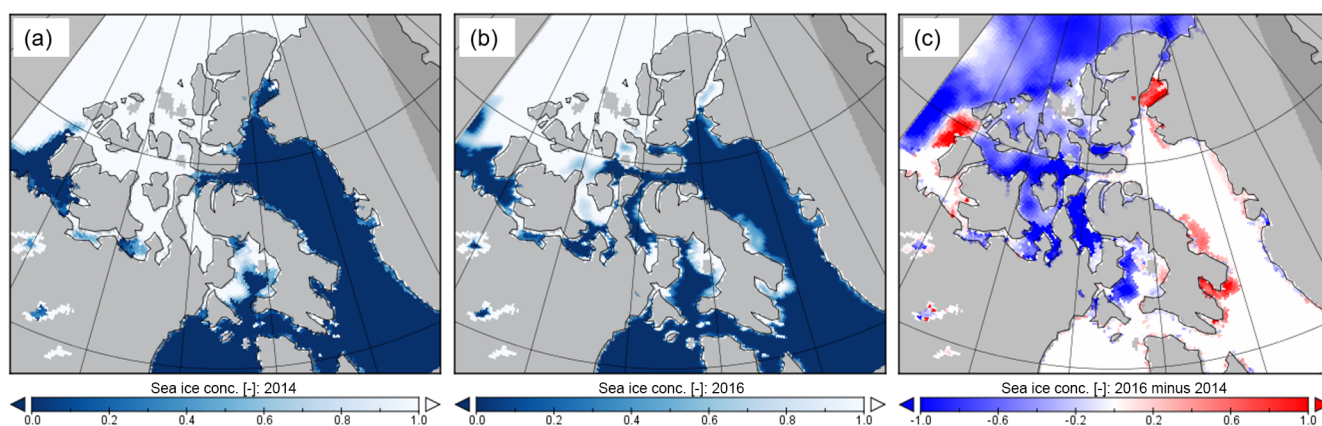 (a)
(b)
(c)
Sea ice conc. [-]: 2014
0.0 0.2 0.4 0.6 0.8 1.0
Sea ice conc. [-]: 2016
0.0 0.2 0.4 0.6 0.8 1.0
Sea ice conc. [-]: 2016 minus 2014
-1.0 -0.6 -0.2 0.2 0.6 1.0